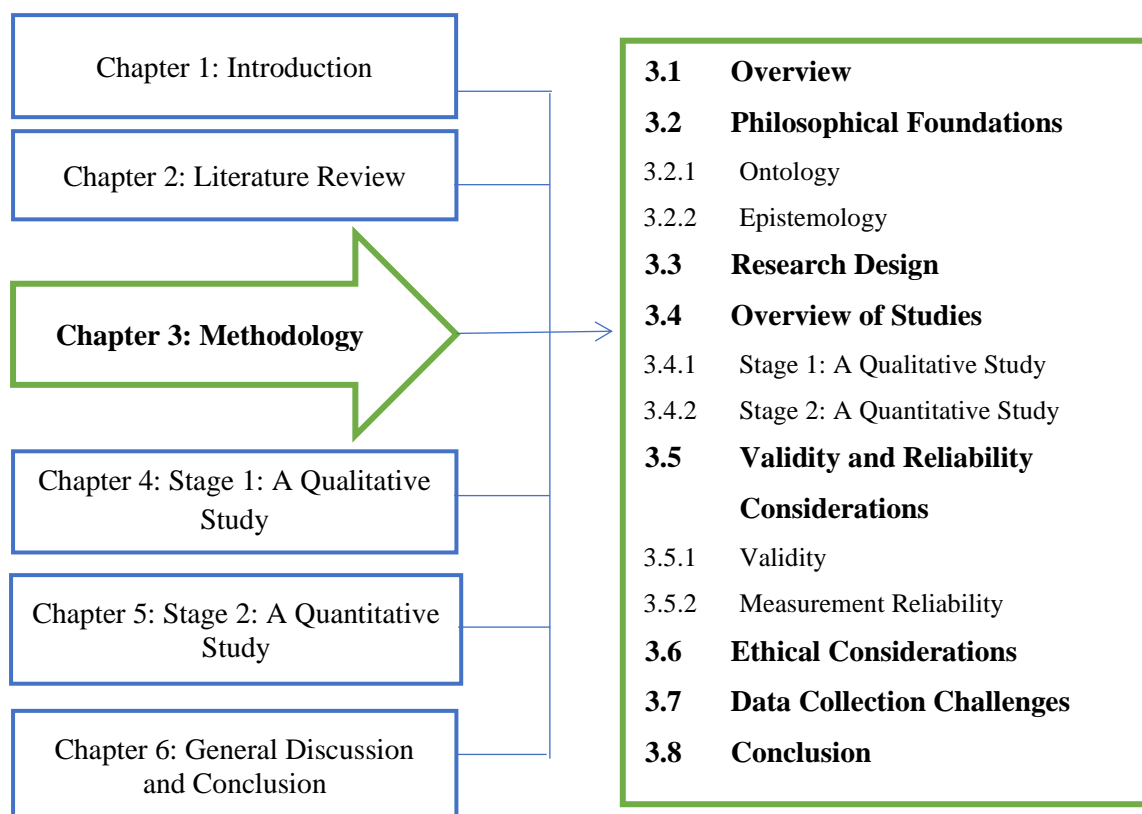 Chapter 1: Introduction
Chapter 2: Literature Review
Chapter 3: Methodology
Chapter 4: Stage 1: A Qualitative
Study
Chapter 5: Stage 2: A Quantitative
Study
Chapter 6: General Discussion
and Conclusion
3.1 Overview
3.2 Philosophical Foundations
3.2.1 Ontology
3.2.2 Epistemology
3.3 Research Design
3.4 Overview of Studies
3.4.1 Stage 1: A Qualitative Study
3.4.2 Stage 2: A Quantitative Study
3.5 Validity and Reliability
Considerations
3.5.1 Validity
3.5.2 Measurement Reliability
3.6 Ethical Considerations
3.7 Data Collection Challenges
3.8 Conclusion